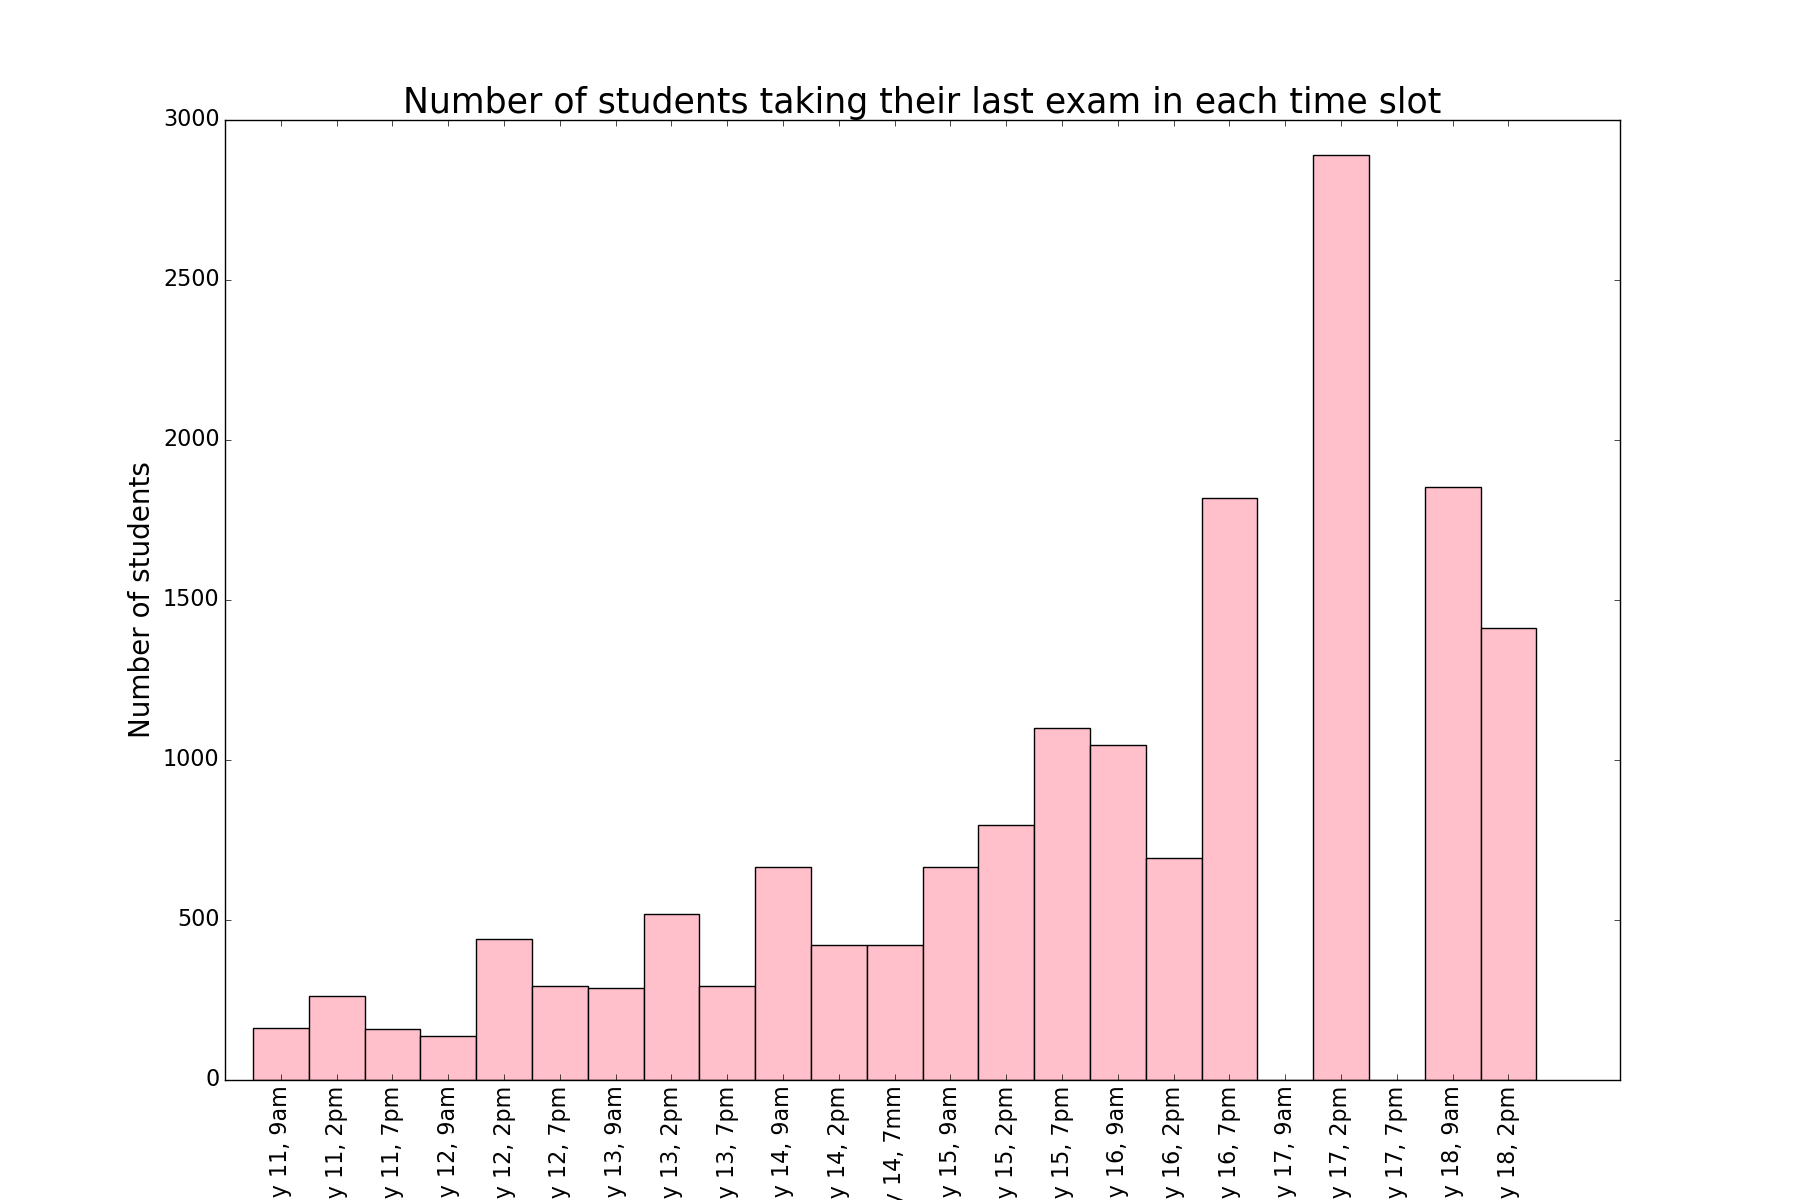 Number of students taking their last exam in each time slot
Number of students
3000
2500
2000
1500
1000
500
0
y 11, 9am
y 11, 2pm
y 11, 7pm
y 12, 9am
y 12, 2pm
y 12, 7pm
y 13, 9am
y 13, 2pm
y 13, 7pm
y 14, 9am
y 14, 2pm
y 14, 7mm
y 15, 9am
y 15, 2pm
y 15, 7pm
y 16, 9am
y 16, 2pm
y 16, 7pm
y 17, 9am
y 17, 2pm
y 17, 7pm
y 18, 9am
y 18, 2pm